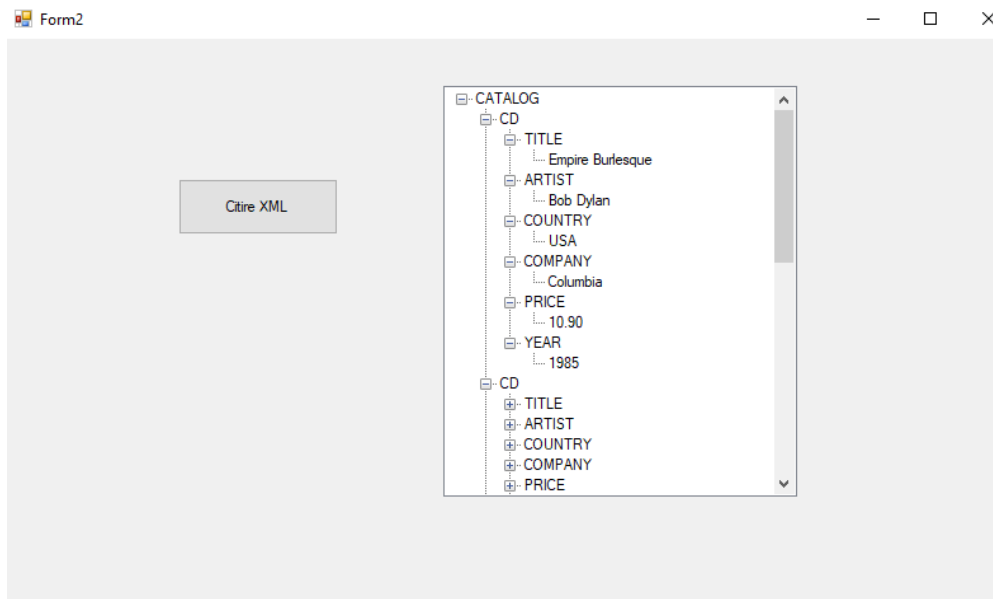 Form2
Citire XML
CATALOG
CD
TITLE
Empire Burlesque
ARTIST
Bob Dylan
COUNTRY
USA
COMPANY
Columbia
PRICE
10.90
YEAR
1985
CD
TITLE
ARTIST
COUNTRY
COMPANY
PRICE